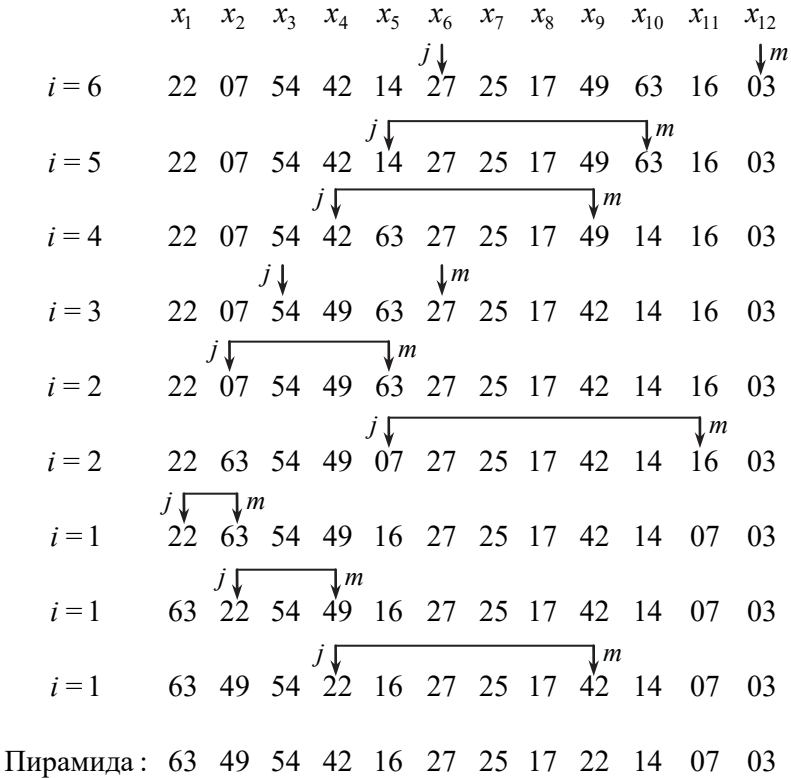 x₁ x₂ x₃ x₄ x₅ x₆ x₇ x₈ x₉ x₁₀ x₁₁ x₁₂
j m
i = 6 22 07 54 42 14 27 25 17 49 63 16 03
j m
i = 5 22 07 54 42 14 27 25 17 49 63 16 03
j m
i = 4 22 07 54 42 63 27 25 17 49 14 16 03
j m
i = 3 22 07 54 49 63 27 25 17 42 14 16 03
j m
i = 2 22 07 54 49 63 27 25 17 42 14 16 03
j m
i = 2 22 63 54 49 07 27 25 17 42 14 16 03
j m
i = 1 22 63 54 49 16 27 25 17 42 14 07 03
j m
i = 1 63 22 54 49 16 27 25 17 42 14 07 03
j m
i = 1 63 49 54 22 16 27 25 17 42 14 07 03
Пирамида : 63 49 54 42 16 27 25 17 22 14 07 03